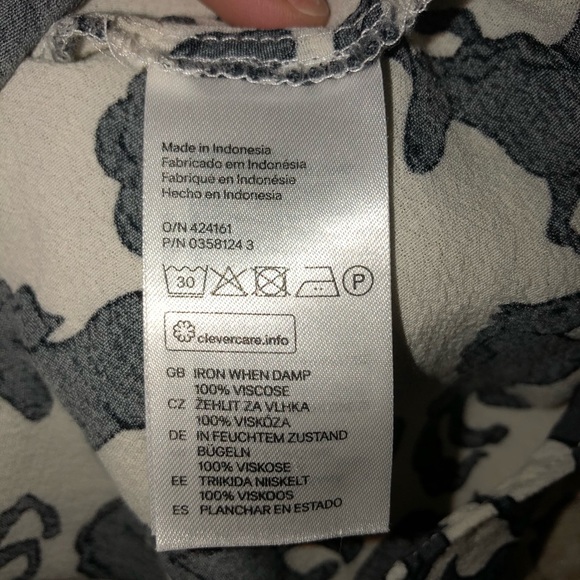 Made in Indonesia
Fabricado em Indonésia
Fabriqué en Indonésie
Hecho en Indonesia
O/N 424161
P/N 0358124 3
30 P
clevercare.info
GB IRON WHEN DAMP
100% VISCOSE
CZ ŽEHLIT ZA VLHKA
100% VISKÓZA
DE IN FEUCHTEM ZUSTAND
BÜGELN
100% VISKOSE
EE TRIIKIDA NIISKELT
100% VISKOOS
ES PLANCHAR EN ESTADO